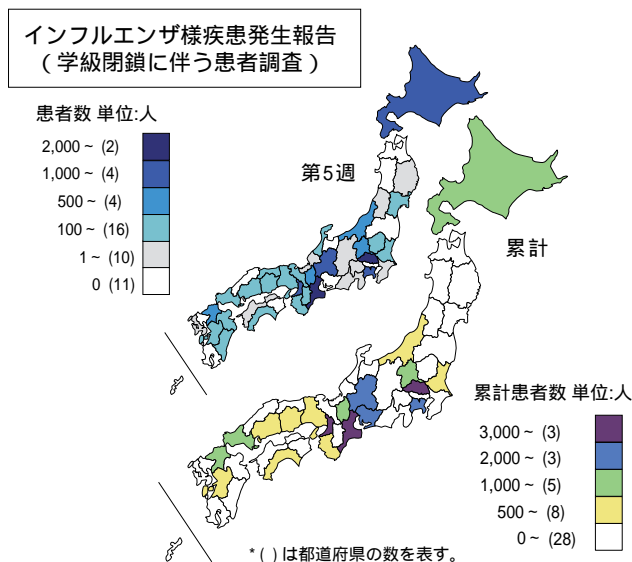 インフルエンザ様疾患発生報告
（学級閉鎖に伴う患者調査）
患者数 単位:人
2,000～ (2)
1,000～ (4)
500～ (4)
100～ (16)
1～ (10)
0 (11)
第5週
累計
累計患者数 単位:人
3,000～ (3)
2,000～ (3)
1,000～ (5)
500～ (8)
0～ (28)
*( ) は都道府県の数を表す。